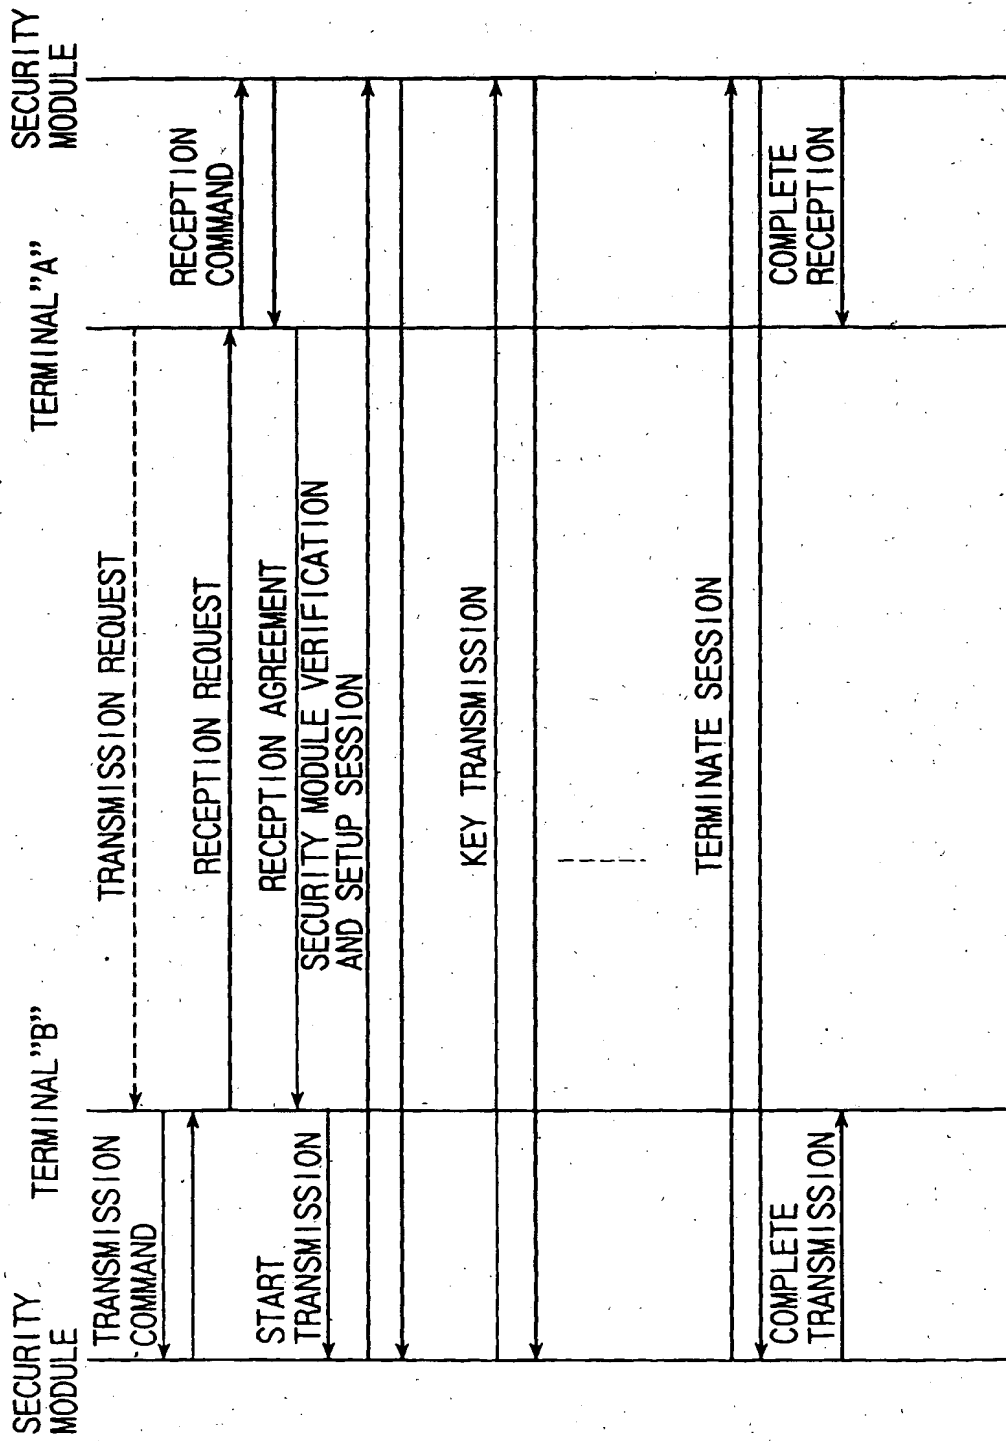 SECURITY
MODULE
TERMINAL"B"
TERMINAL"A"
SECURITY
MODULE
TRANSMISSION REQUEST
TRANSMISSION
COMMAND
RECEPTION REQUEST
RECEPTION
COMMAND
RECEPTION AGREEMENT
START
TRANSMISSION
SECURITY MODULE VERIFICATION
AND SETUP SESSION
KEY TRANSMISSION
TERMINATE SESSION
COMPLETE
TRANSMISSION
COMPLETE
RECEPTION